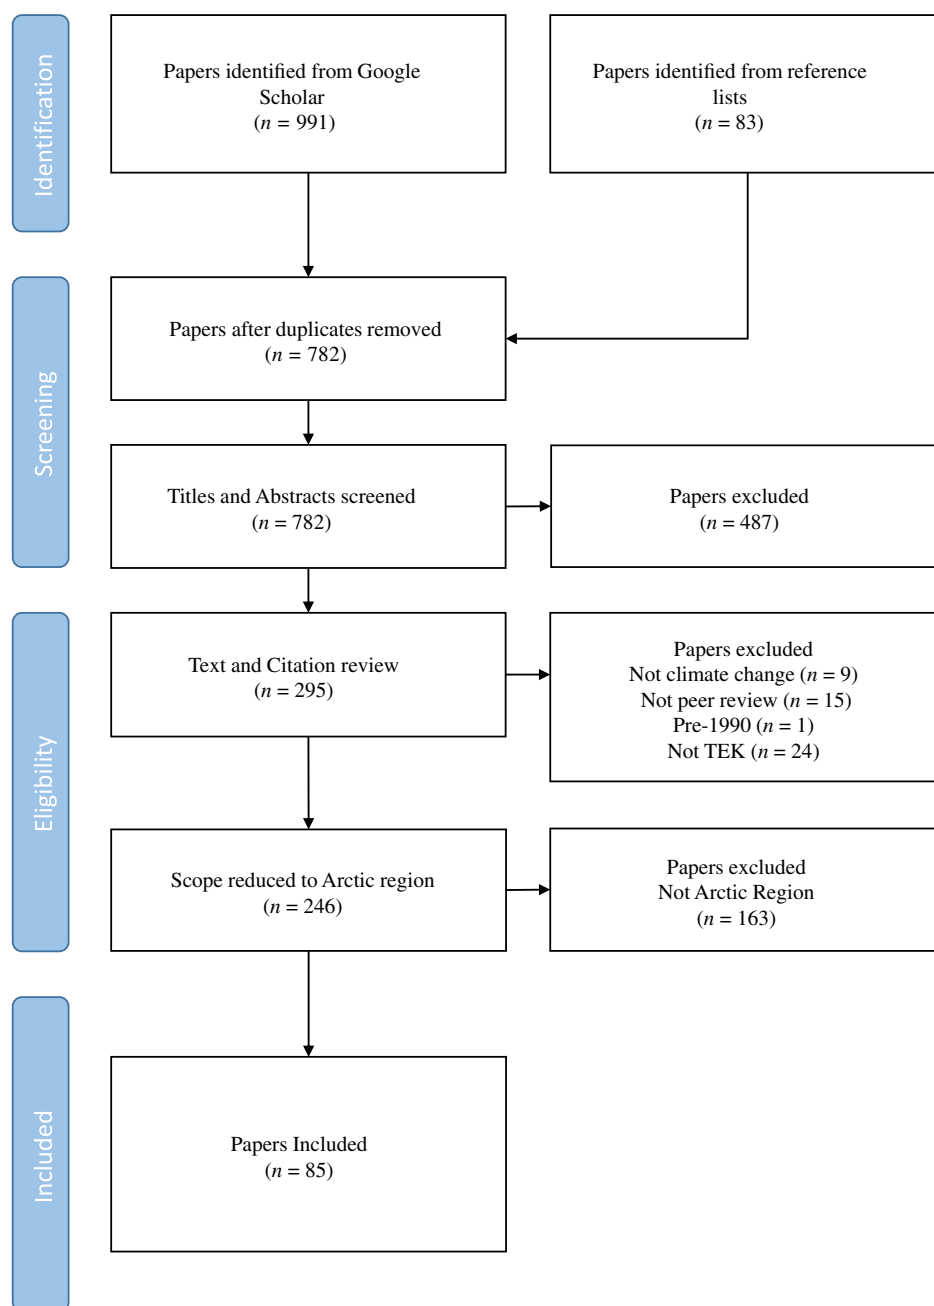 Identification
Papers identified from Google
Scholar
(n = 991)
Papers identified from reference
lists
(n = 83)
Screening
Papers after duplicates removed
(n = 782)
Titles and Abstracts screened
(n = 782)
Papers excluded
(n = 487)
Eligibility
Text and Citation review
(n = 295)
Papers excluded
Not climate change (n = 9)
Not peer review (n = 15)
Pre-1990 (n = 1)
Not TEK (n = 24)
Scope reduced to Arctic region
(n = 246)
Papers excluded
Not Arctic Region
(n = 163)
Included
Papers Included
(n = 85)